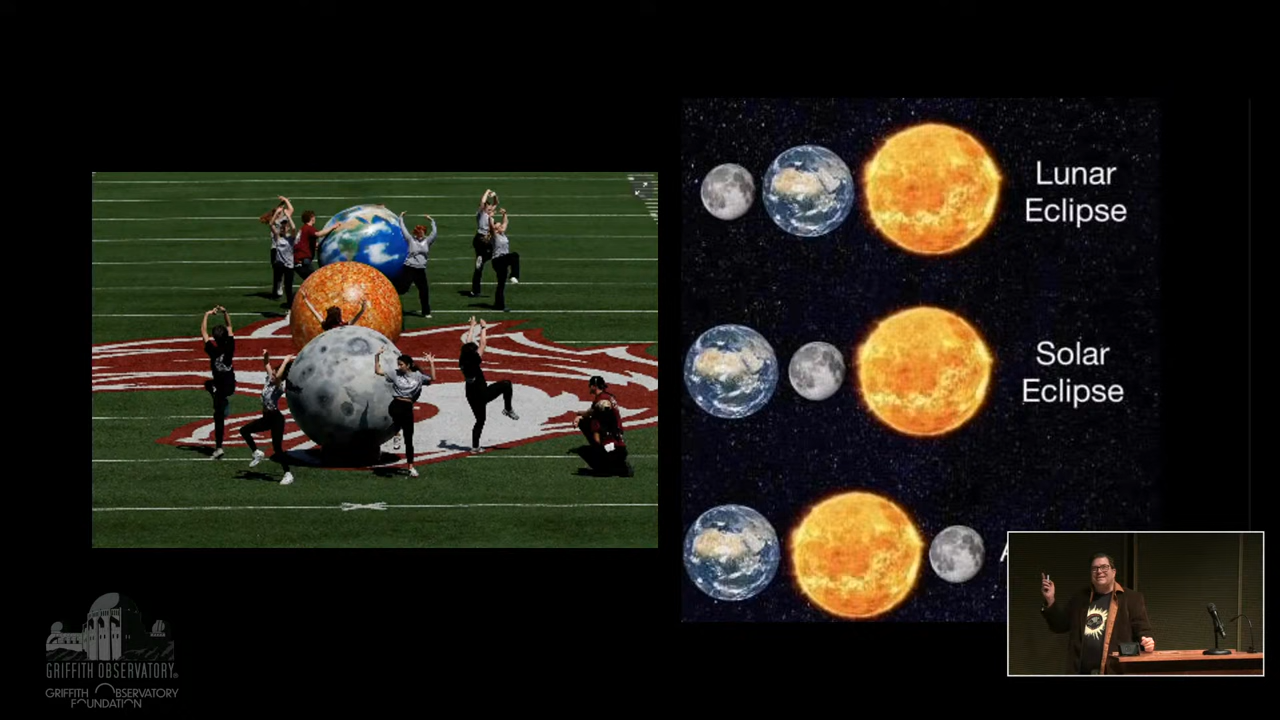 Lunar
Eclipse
Solar
Eclipse
A
GRIFFITH OBSERVATORY
GRIFFITH OBSERVATORY
FOUNDATION